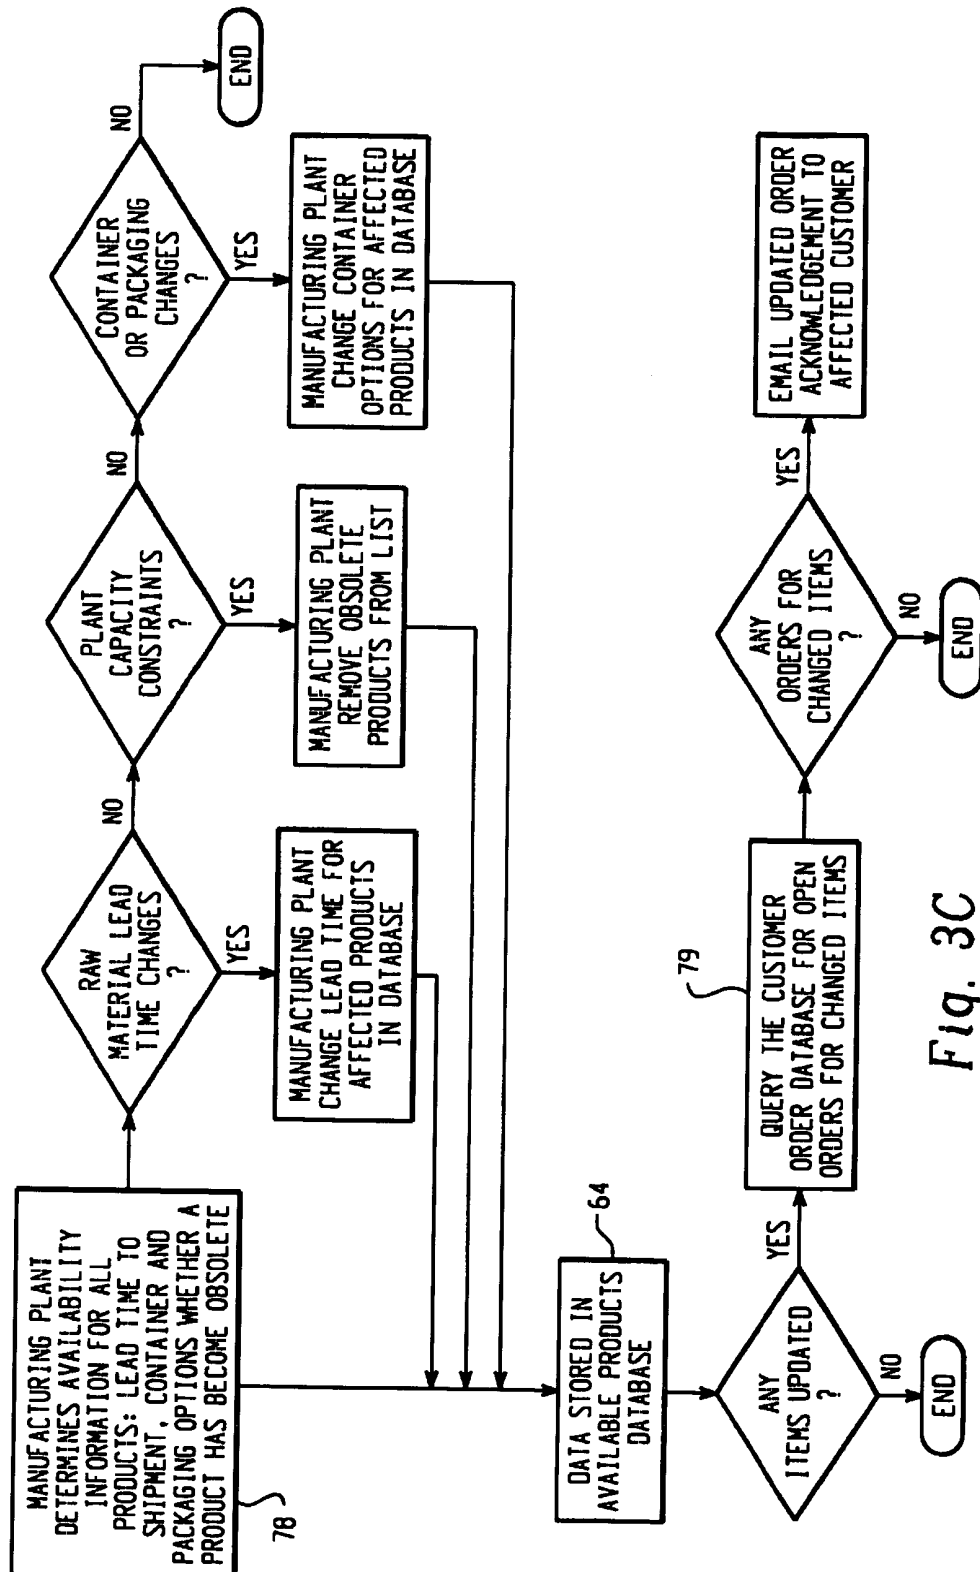 MANUFACTURING PLANT
DETERMINES AVAILABILITY
INFORMATION FOR ALL
PRODUCTS: LEAD TIME TO
SHIPMENT, CONTAINER AND
PACKAGING OPTIONS WHETHER A
PRODUCT HAS BECOME OBSOLETE
78
RAW
MATERIAL LEAD
TIME CHANGES
?
NO
YES
MANUFACTURING PLANT
CHANGE LEAD TIME FOR
AFFECTED PRODUCTS
IN DATABASE
PLANT
CAPACITY
CONSTRAINTS
?
NO
YES
MANUFACTURING PLANT
REMOVE OBSOLETE
PRODUCTS FROM LIST
CONTAINER
OR PACKAGING
CHANGES
?
NO
END
YES
MANUFACTURING PLANT
CHANGE CONTAINER
OPTIONS FOR AFFECTED
PRODUCTS IN DATABASE
DATA STORED IN
AVAILABLE PRODUCTS
DATABASE
64
ANY
ITEMS UPDATED
?
NO
END
YES
79
QUERY THE CUSTOMER
ORDER DATABASE FOR OPEN
ORDERS FOR CHANGED ITEMS
ANY
ORDERS FOR
CHANGED ITEMS
?
NO
END
YES
EMAIL UPDATED ORDER
ACKNOWLEDGEMENT TO
AFFECTED CUSTOMER
Fig. 3C